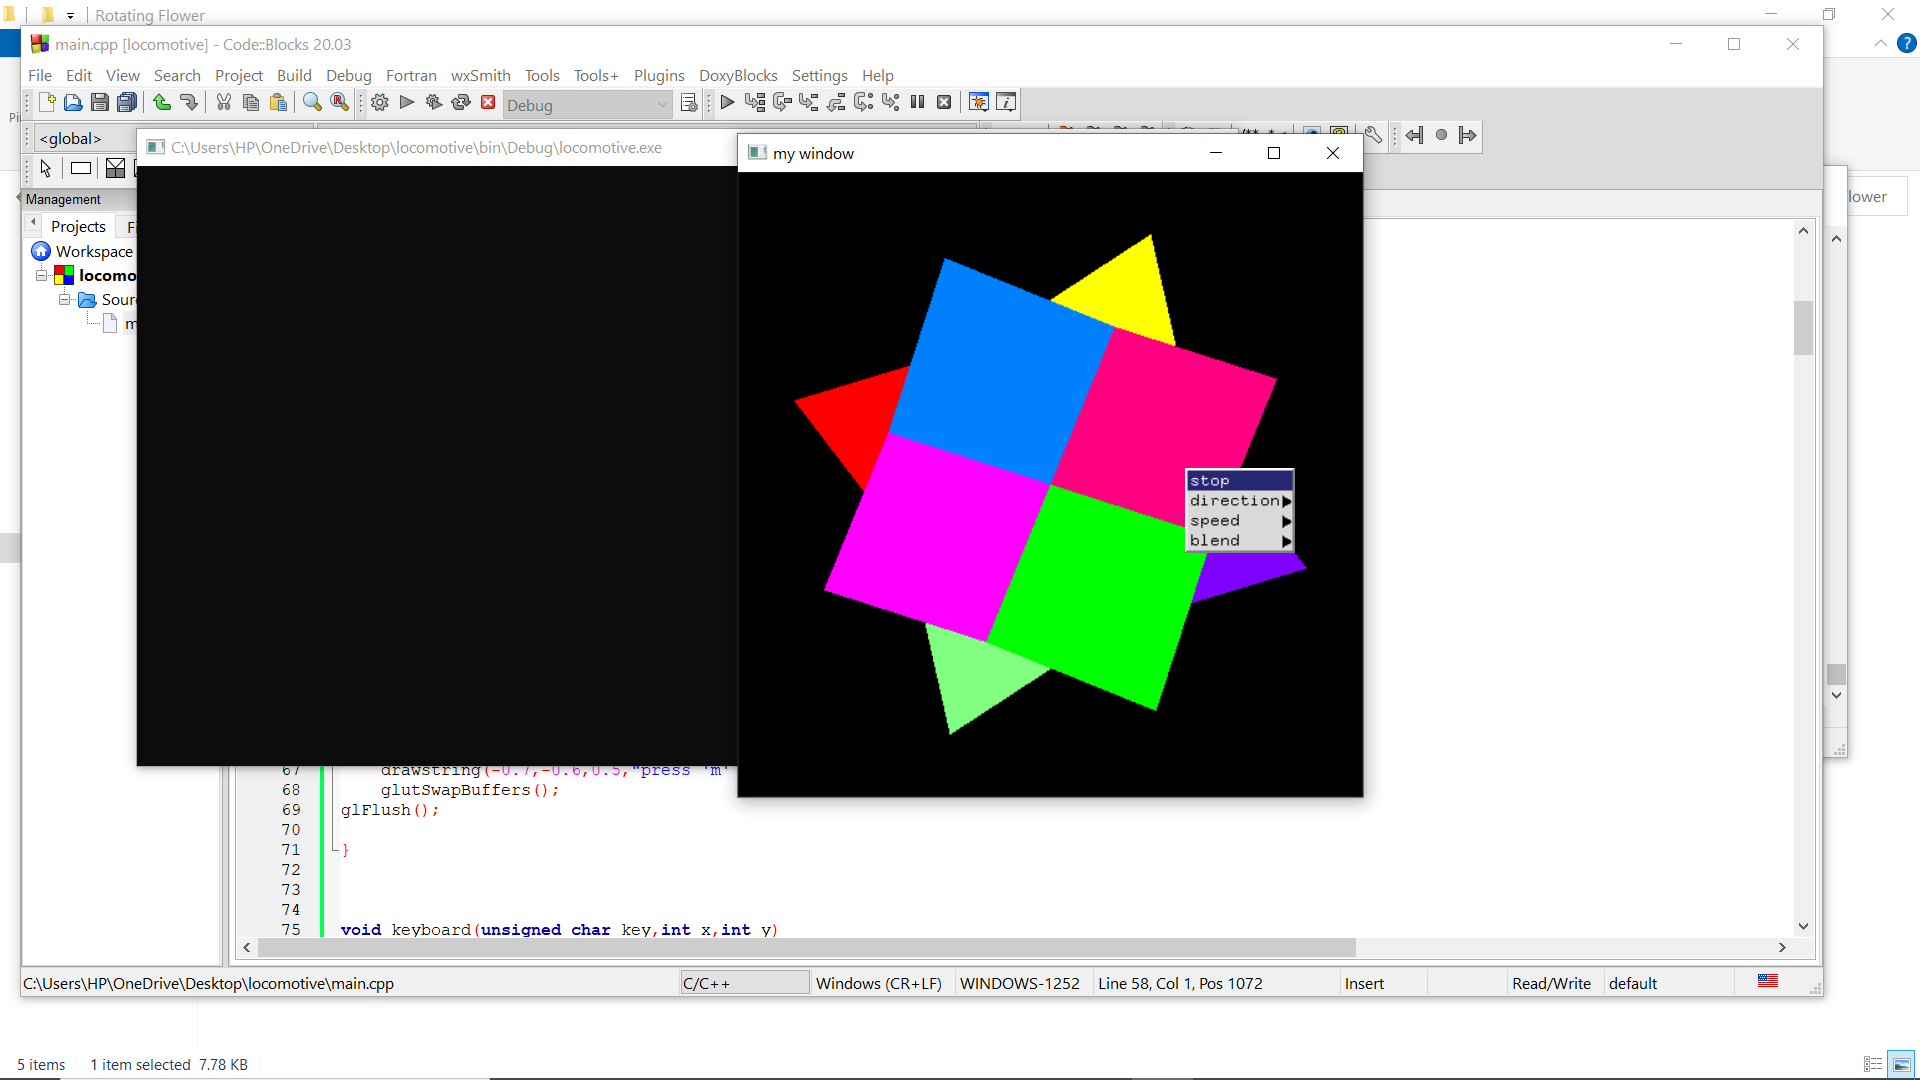 Rotating Flower
main.cpp [locomotive] - Code::Blocks 20.03
File Edit View Search Project Build Debug Fortran wxSmith Tools Tools+ Plugins DoxyBlocks Settings Help
Debug
<global>
C:\Users\HP\OneDrive\Desktop\locomotive\bin\Debug\locomotive.exe
my window
Management
lower
Projects
Workspace
locomo
Sour
m
stop
direction
speed
blend
67 drawstring(-0.7,-0.6,0.5,"press 'm'
68 glutSwapBuffers();
69 glFlush();
70
71 }
72
73
74
75 void keyboard(unsigned char key,int x,int y)
C:\Users\HP\OneDrive\Desktop\locomotive\main.cpp C/C++ Windows (CR+LF) WINDOWS-1252 Line 58, Col 1, Pos 1072 Insert Read/Write default
5 items 1 item selected 7.78 KB